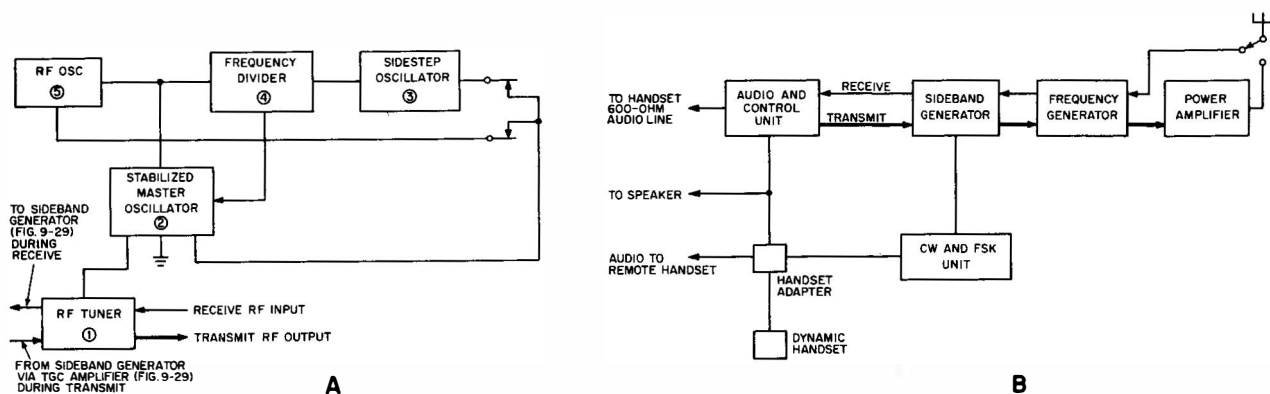 RF OSC
⑤
FREQUENCY
DIVIDER
④
SIDESTEP
OSCILLATOR
③
STABILIZED
MASTER
OSCILLATOR
②
TO SIDEBAND
GENERATOR
(FIG. 9-29)
DURING
RECEIVE
RF TUNER
①
RECEIVE RF INPUT
TRANSMIT RF OUTPUT
FROM SIDEBAND GENERATOR
VIA TGC AMPLIFIER (FIG. 9-29)
DURING TRANSMIT
A
TO HANDSET
600-OHM
AUDIO LINE
AUDIO AND
CONTROL
UNIT
RECEIVE
TRANSMIT
SIDEBAND
GENERATOR
FREQUENCY
GENERATOR
POWER
AMPLIFIER
TO SPEAKER
AUDIO TO
REMOTE HANDSET
HANDSET
ADAPTER
CW AND FSK
UNIT
DYNAMIC
HANDSET
B